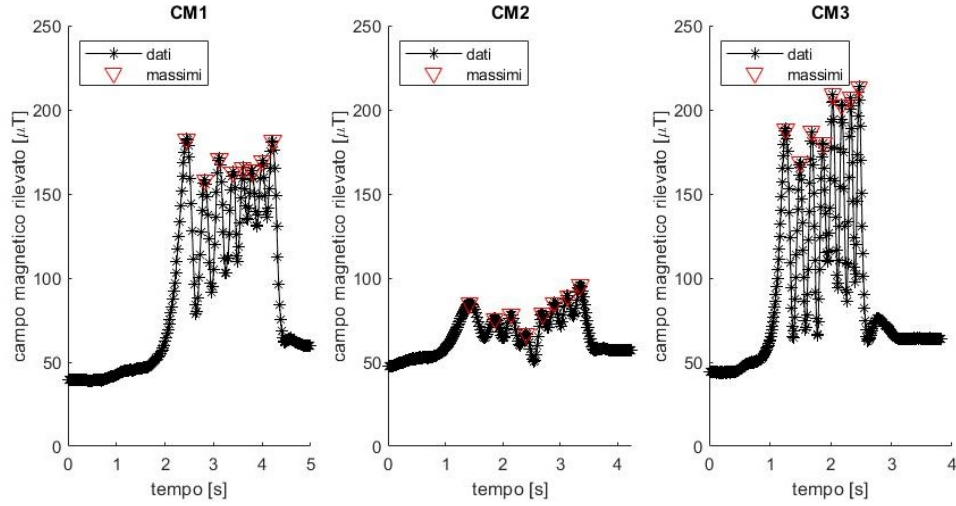 CM1
250
200
150
100
50
0
campo magnetico rilevato [μT]
dati
massimi
0 1 2 3 4 5
tempo [s]
CM2
250
200
150
100
50
0
campo magnetico rilevato [μT]
dati
massimi
0 1 2 3 4
tempo [s]
CM3
250
200
150
100
50
0
campo magnetico rilevato [μT]
dati
massimi
0 1 2 3 4
tempo [s]